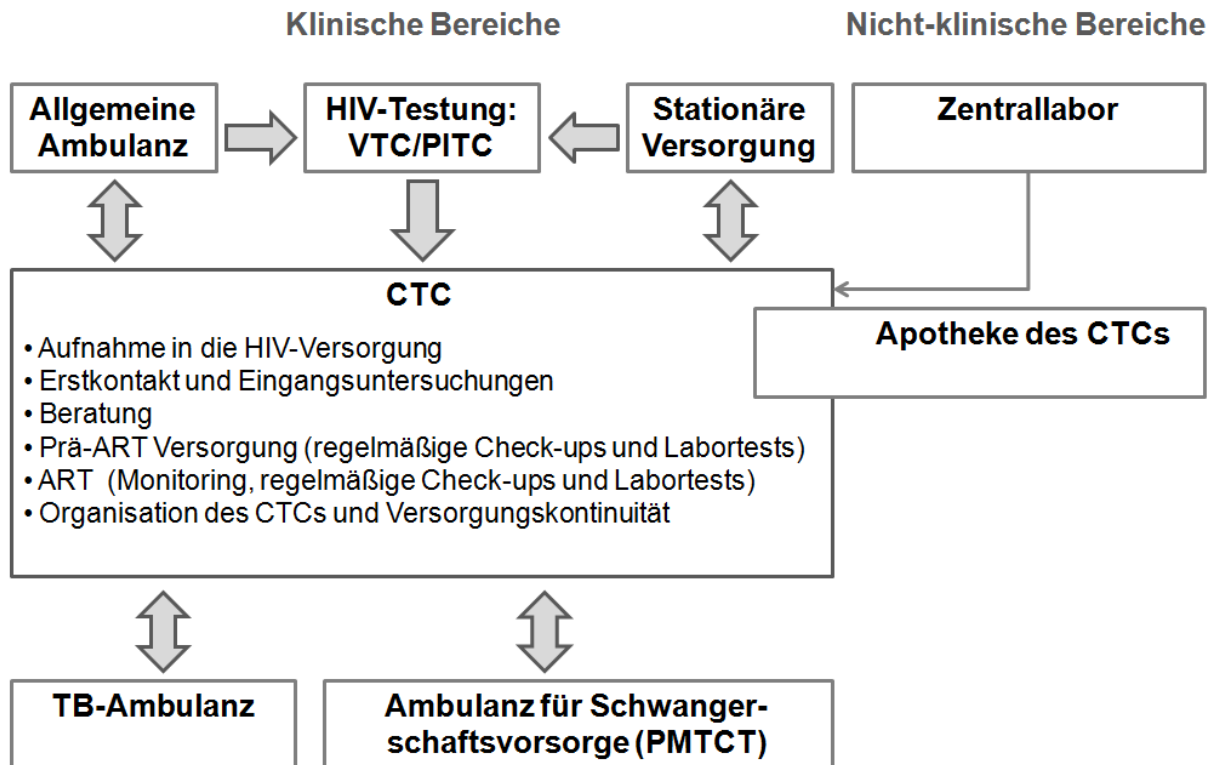 Klinische Bereiche
Nicht-klinische Bereiche
Allgemeine
Ambulanz
HIV-Testung:
VTC/PITC
Stationäre
Versorgung
Zentrallabor
CTC
• Aufnahme in die HIV-Versorgung
• Erstkontakt und Eingangsuntersuchungen
• Beratung
• Prä-ART Versorgung (regelmäßige Check-ups und Labortests)
• ART (Monitoring, regelmäßige Check-ups und Labortests)
• Organisation des CTCs und Versorgungskontinuität
Apotheke des CTCs
TB-Ambulanz
Ambulanz für Schwanger-
schaftsvorsorge (PMTCT)